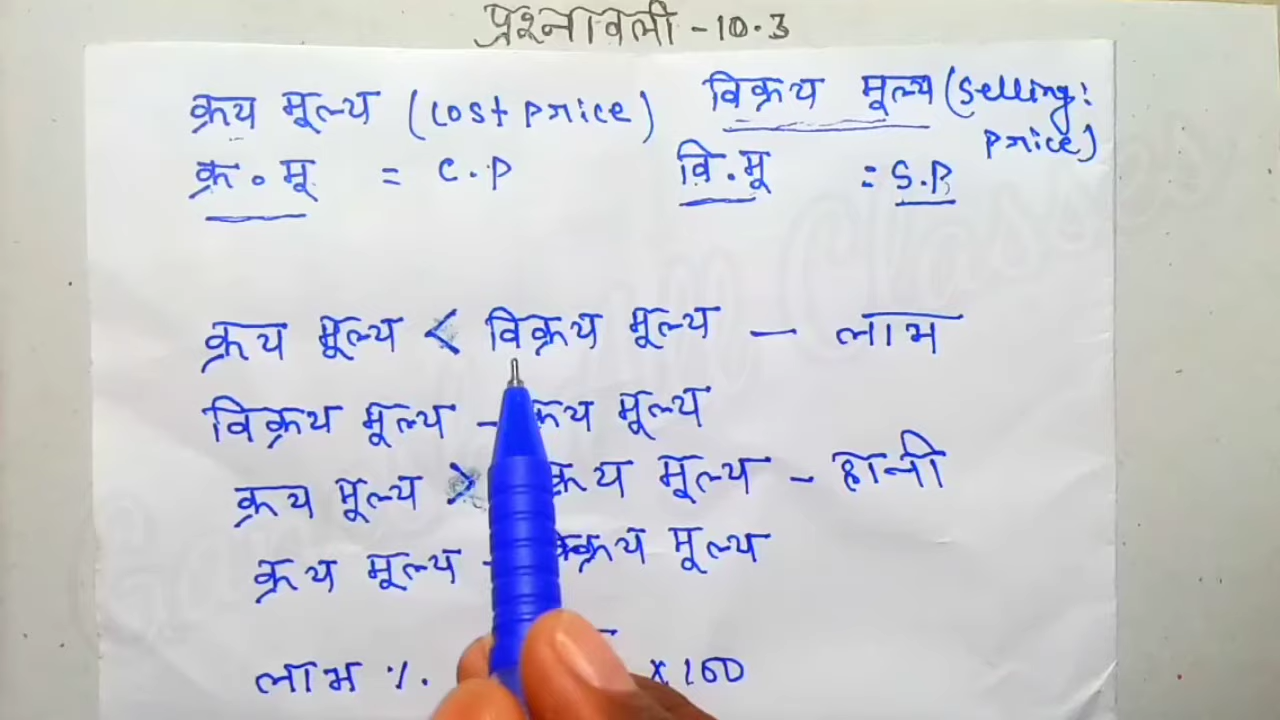 प्रश्नावली - 10.3
क्रय मूल्य (cost price)
क्र.मू = C.P
विक्रय मूल्य (selling:
price)
वि.मू = S.P
क्रय मूल्य < विक्रय मूल्य - लाभ
विक्रय मूल्य - क्रय मूल्य
क्रय मूल्य > क्रय मूल्य - हानी
क्रय मूल्य - विक्रय मूल्य
लाभ %. × 100